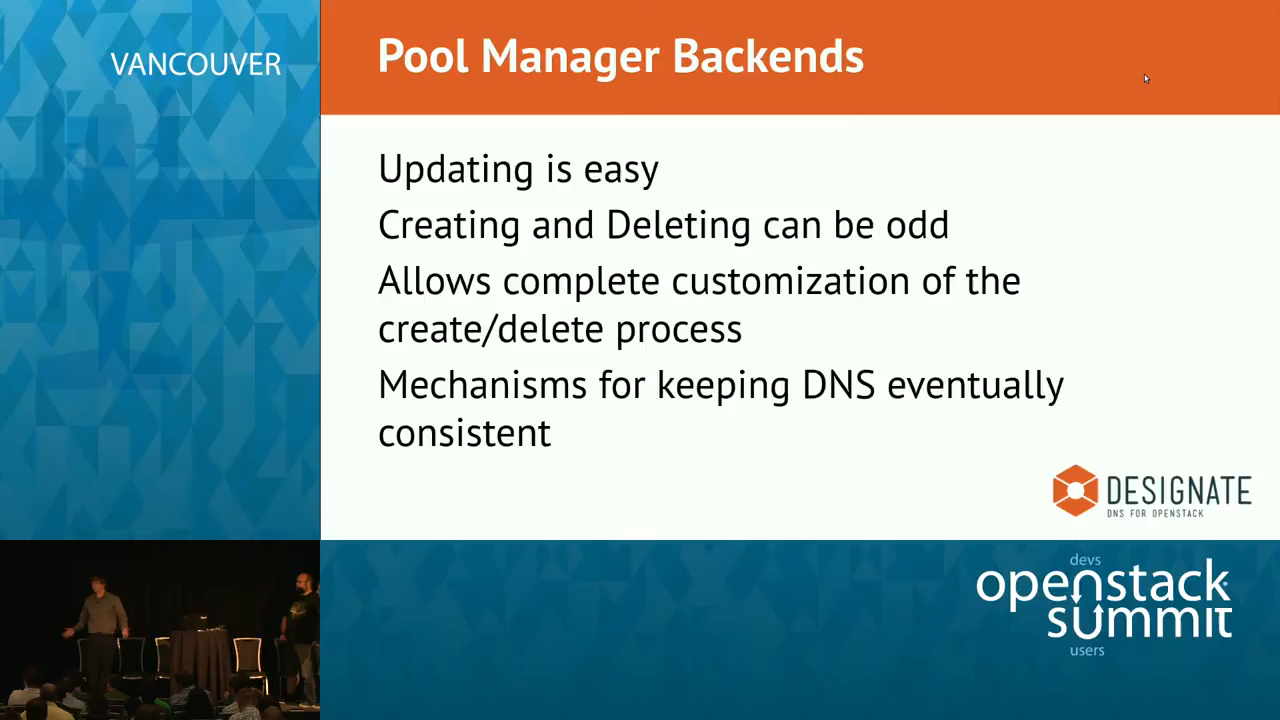 VANCOUVER
Pool Manager Backends
Updating is easy
Creating and Deleting can be odd
Allows complete customization of the
create/delete process
Mechanisms for keeping DNS eventually
consistent
DESIGNATE
DNS FOR OPENSTACK
devs
openstack
summit
users